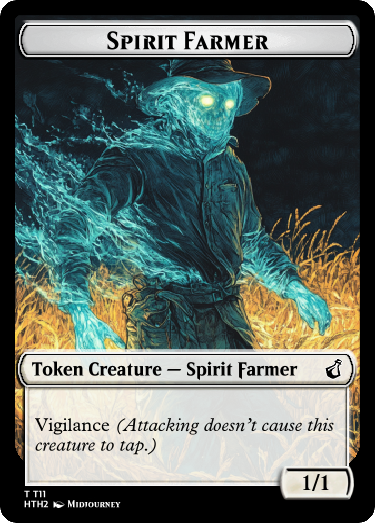 Spirit Farmer
Token Creature — Spirit Farmer
Vigilance (Attacking doesn't cause this
creature to tap.)
1/1
T T11
HTH2 Midjourney